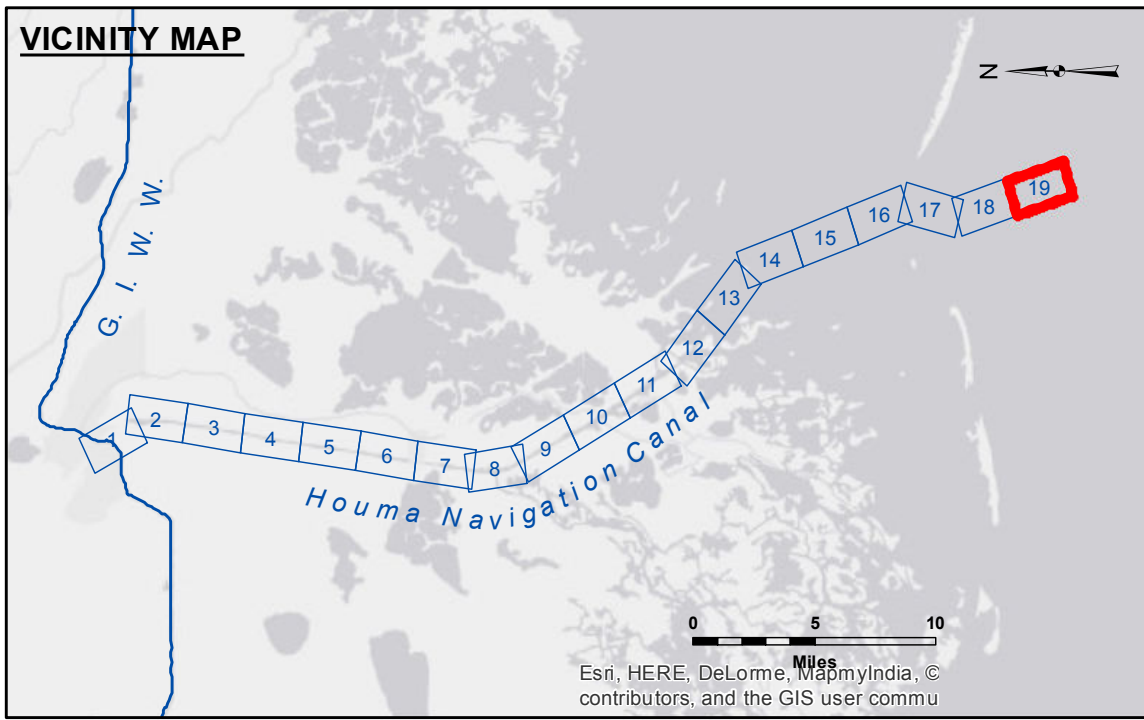 VICINITY MAP
N
G. I. W. W.
1
2
3
4
5
6
7
8
9
10
11
12
13
14
15
16
17
18
19
Houma Navigation Canal
0 5 10
Miles
Esri, HERE, DeLorme, MapmyIndia, ©
contributors, and the GIS user commu